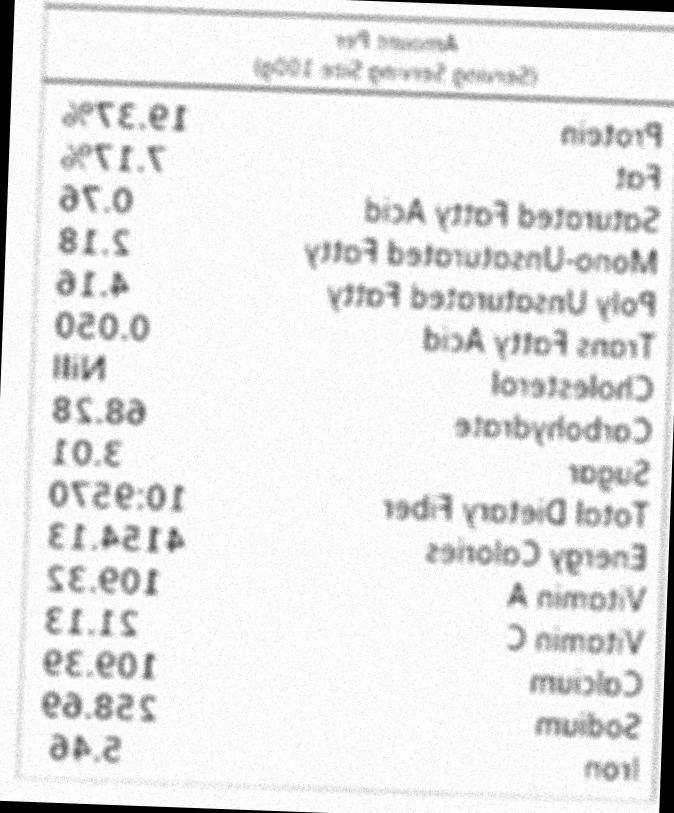 Amount Per
(Serving Serving Size 100g)
Protein 19.37%
Fat 7.17%
Saturated Fatty Acid 0.76
Mono-Unsaturated Fatty 2.18
Poly Unsaturated Fatty 4.16
Trans Fatty Acid 0.050
Cholesterol Nill
Carbohydrate 68.28
Sugar 3.01
Total Dietary Fiber 10:9570
Energy Calories 4154.13
Vitamin A 109.32
Vitamin C 21.13
Calcium 109.39
Sodium 258.69
Iron 5.46